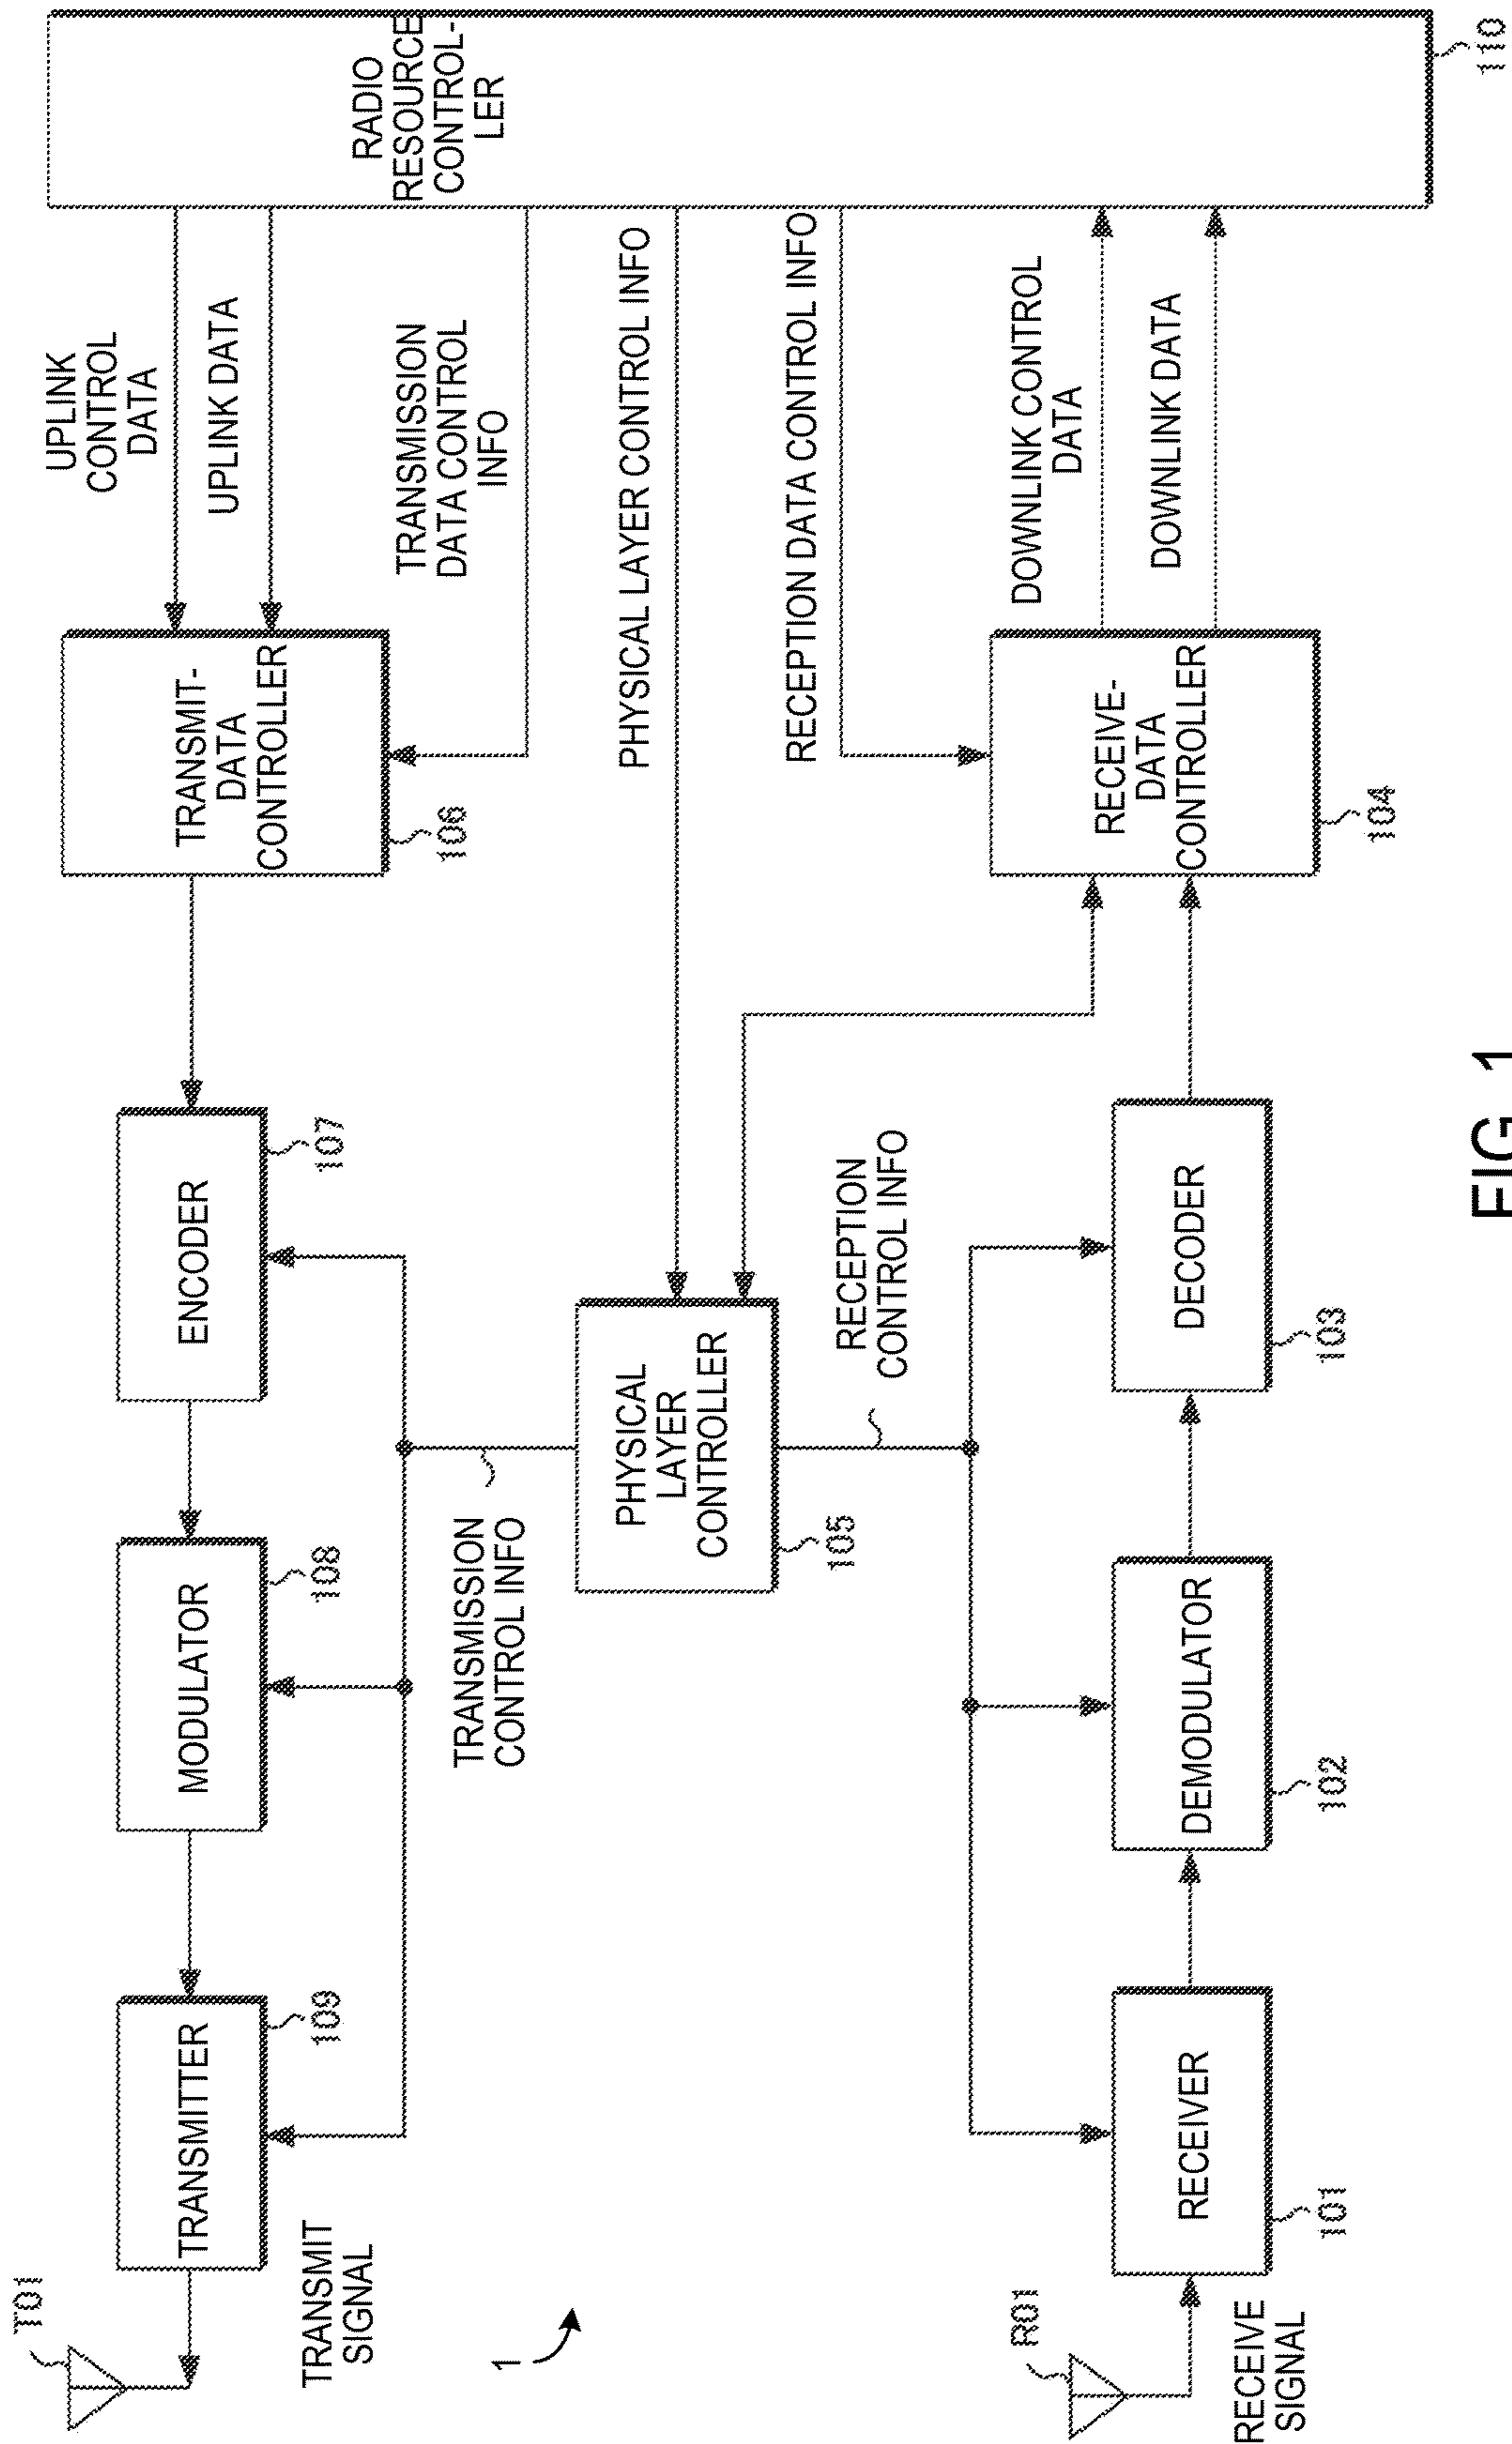 T01
TRANSMIT
SIGNAL
TRANSMITTER
109
MODULATOR
108
ENCODER
107
TRANSMIT-
DATA
CONTROLLER
106
UPLINK
CONTROL
DATA
UPLINK DATA
TRANSMISSION
DATA CONTROL
INFO
RADIO
RESOURCE
CONTROL-
LER
110
1
TRANSMISSION
CONTROL INFO
PHYSICAL
LAYER
CONTROLLER
105
PHYSICAL LAYER CONTROL INFO
RECEPTION DATA CONTROL INFO
RECEPTION
CONTROL INFO
R01
RECEIVE
SIGNAL
RECEIVER
101
DEMODULATOR
102
DECODER
103
RECEIVE-
DATA
CONTROLLER
104
DOWNLINK CONTROL
DATA
DOWNLINK DATA
FIG. 1